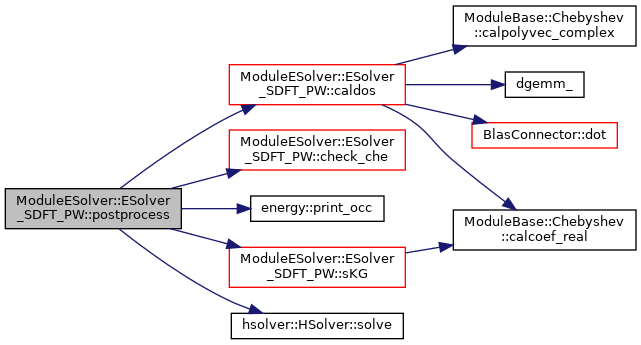 ModuleESolver::ESolver
_SDFT_PW::postprocess
ModuleESolver::ESolver
_SDFT_PW::caldos
ModuleESolver::ESolver
_SDFT_PW::check_che
energy::print_occ
ModuleESolver::ESolver
_SDFT_PW::sKG
hsolver::HSolver::solve
ModuleBase::Chebyshev
::calpolyvec_complex
dgemm_
BlasConnector::dot
ModuleBase::Chebyshev
::calcoef_real